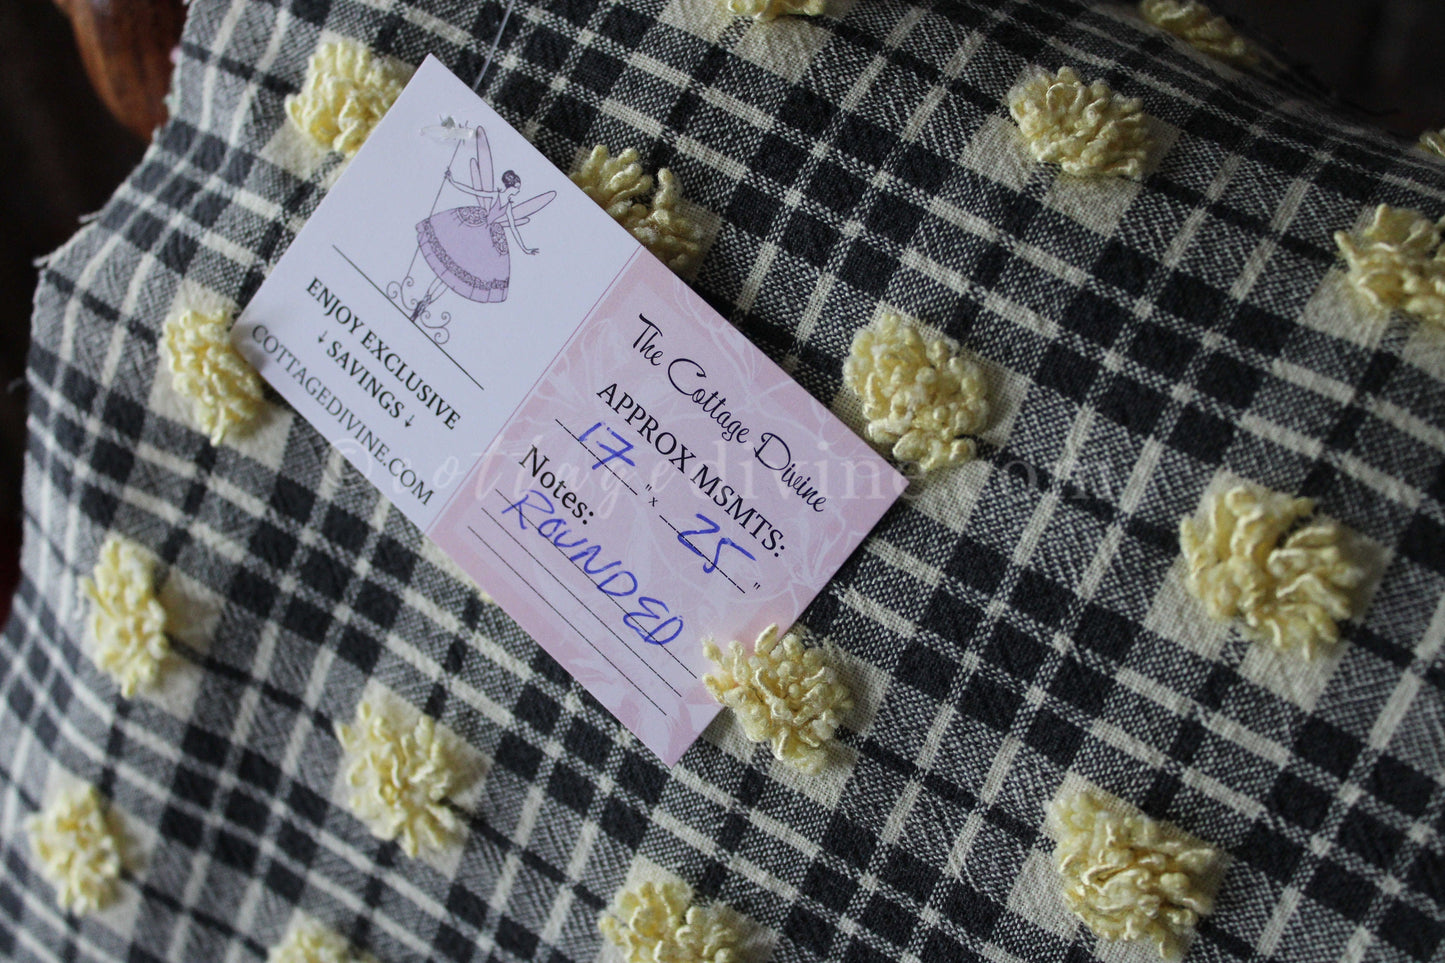 ENJOY EXCLUSIVE
↓ SAVINGS ↓
COTTAGEDIVINE.COM
The Cottage Divine
APPROX MSMTS:
17 " x 25 "
Notes:
ROUNDED
©cottagedivine.com